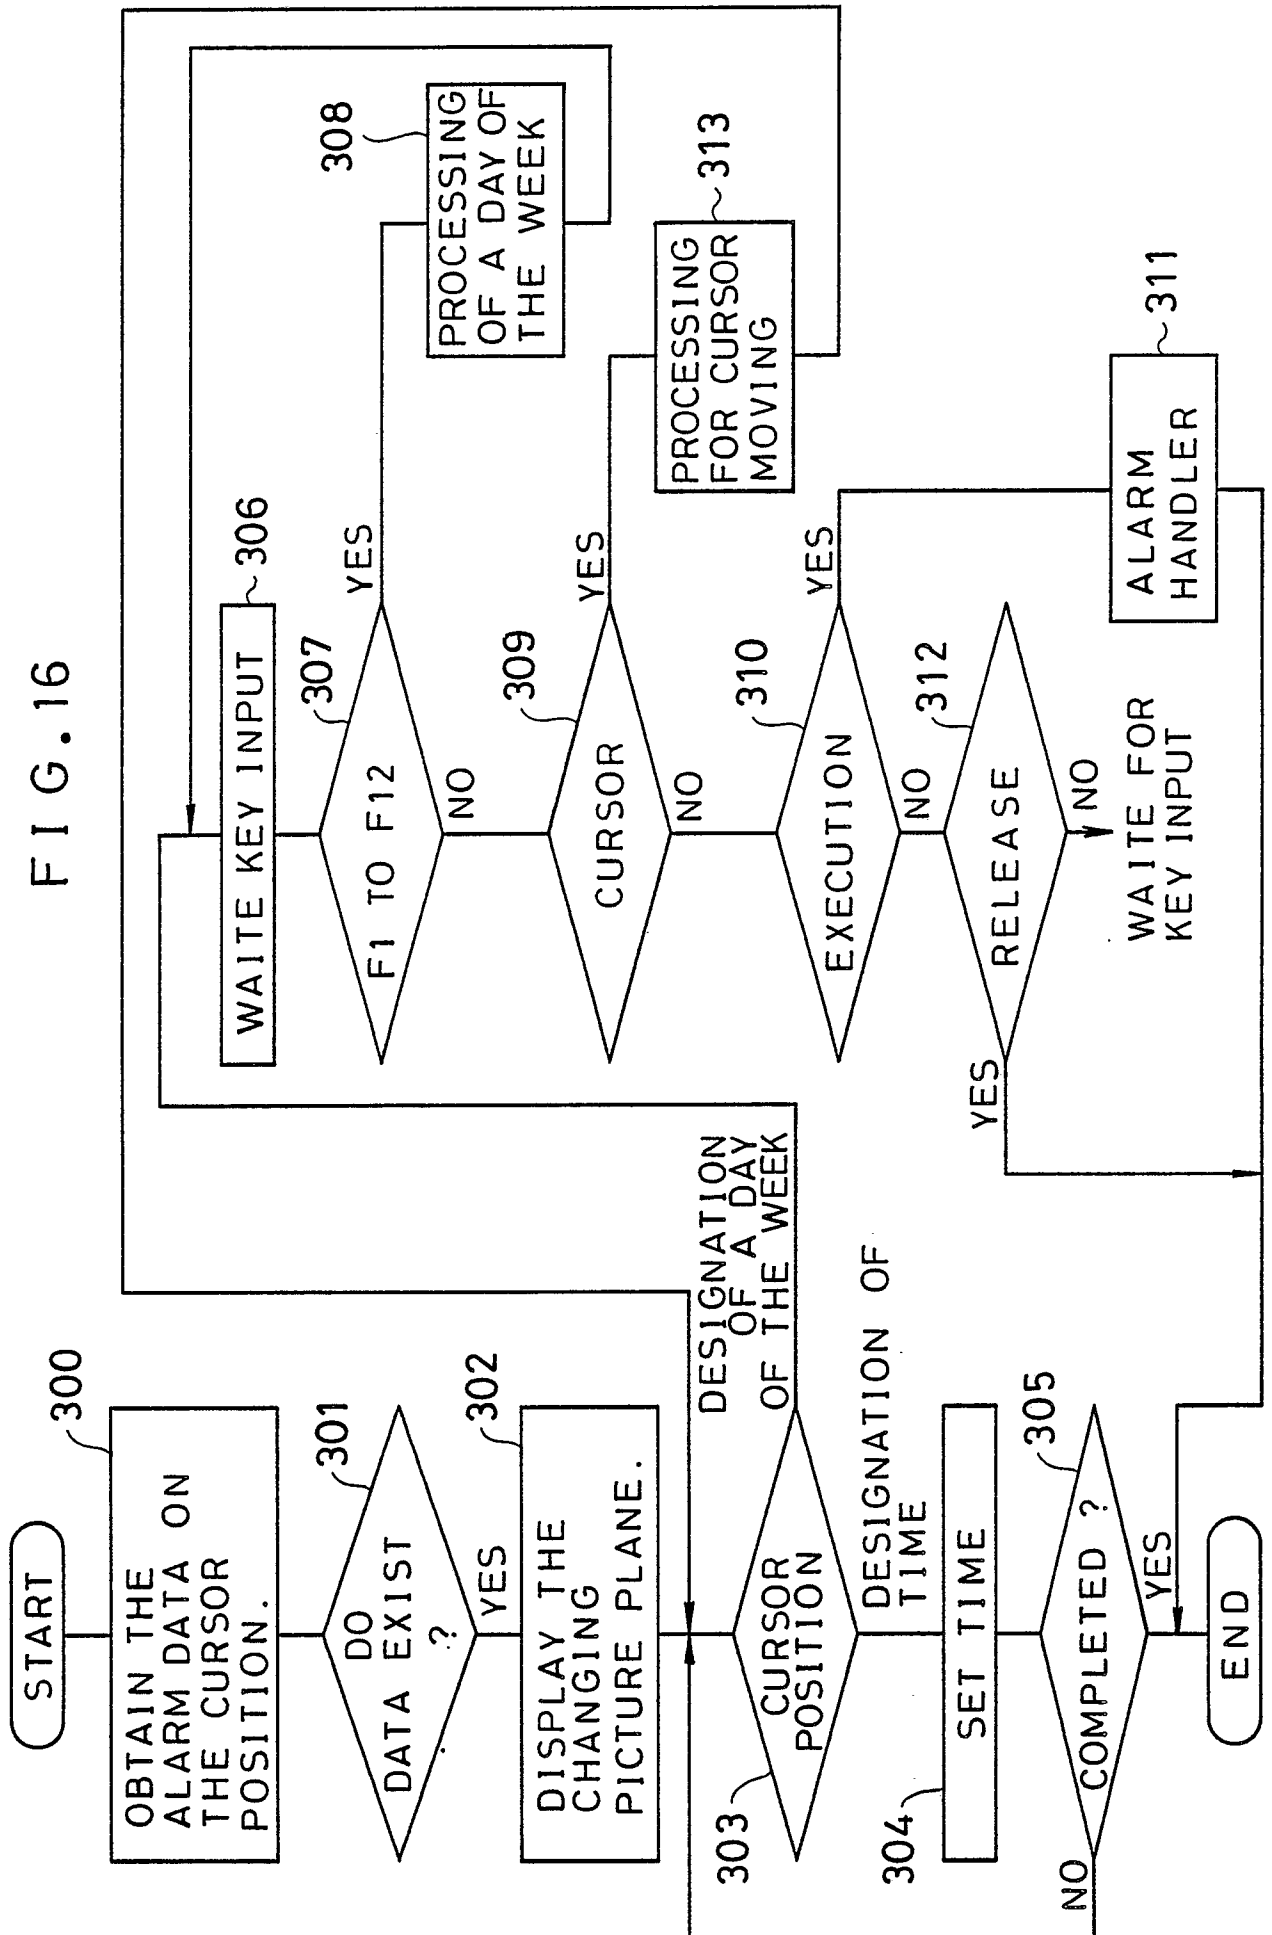 FIG.16
START
300
OBTAIN THE
ALARM DATA ON
THE CURSOR
POSITION.
301
DO
DATA EXIST
?
YES
302
DISPLAY THE
CHANGING
PICTURE PLANE.
303
CURSOR
POSITION
DESIGNATION
OF A DAY
OF THE WEEK
DESIGNATION OF
TIME
304
SET TIME
305
COMPLETED ?
NO
YES
END
306
WAITE KEY INPUT
307
F1 TO F12
YES
NO
308
PROCESSING
OF A DAY OF
THE WEEK
309
CURSOR
YES
NO
313
PROCESSING
FOR CURSOR
MOVING
310
EXECUTION
YES
NO
311
ALARM
HANDLER
312
RELEASE
YES
NO
WAITE FOR
KEY INPUT